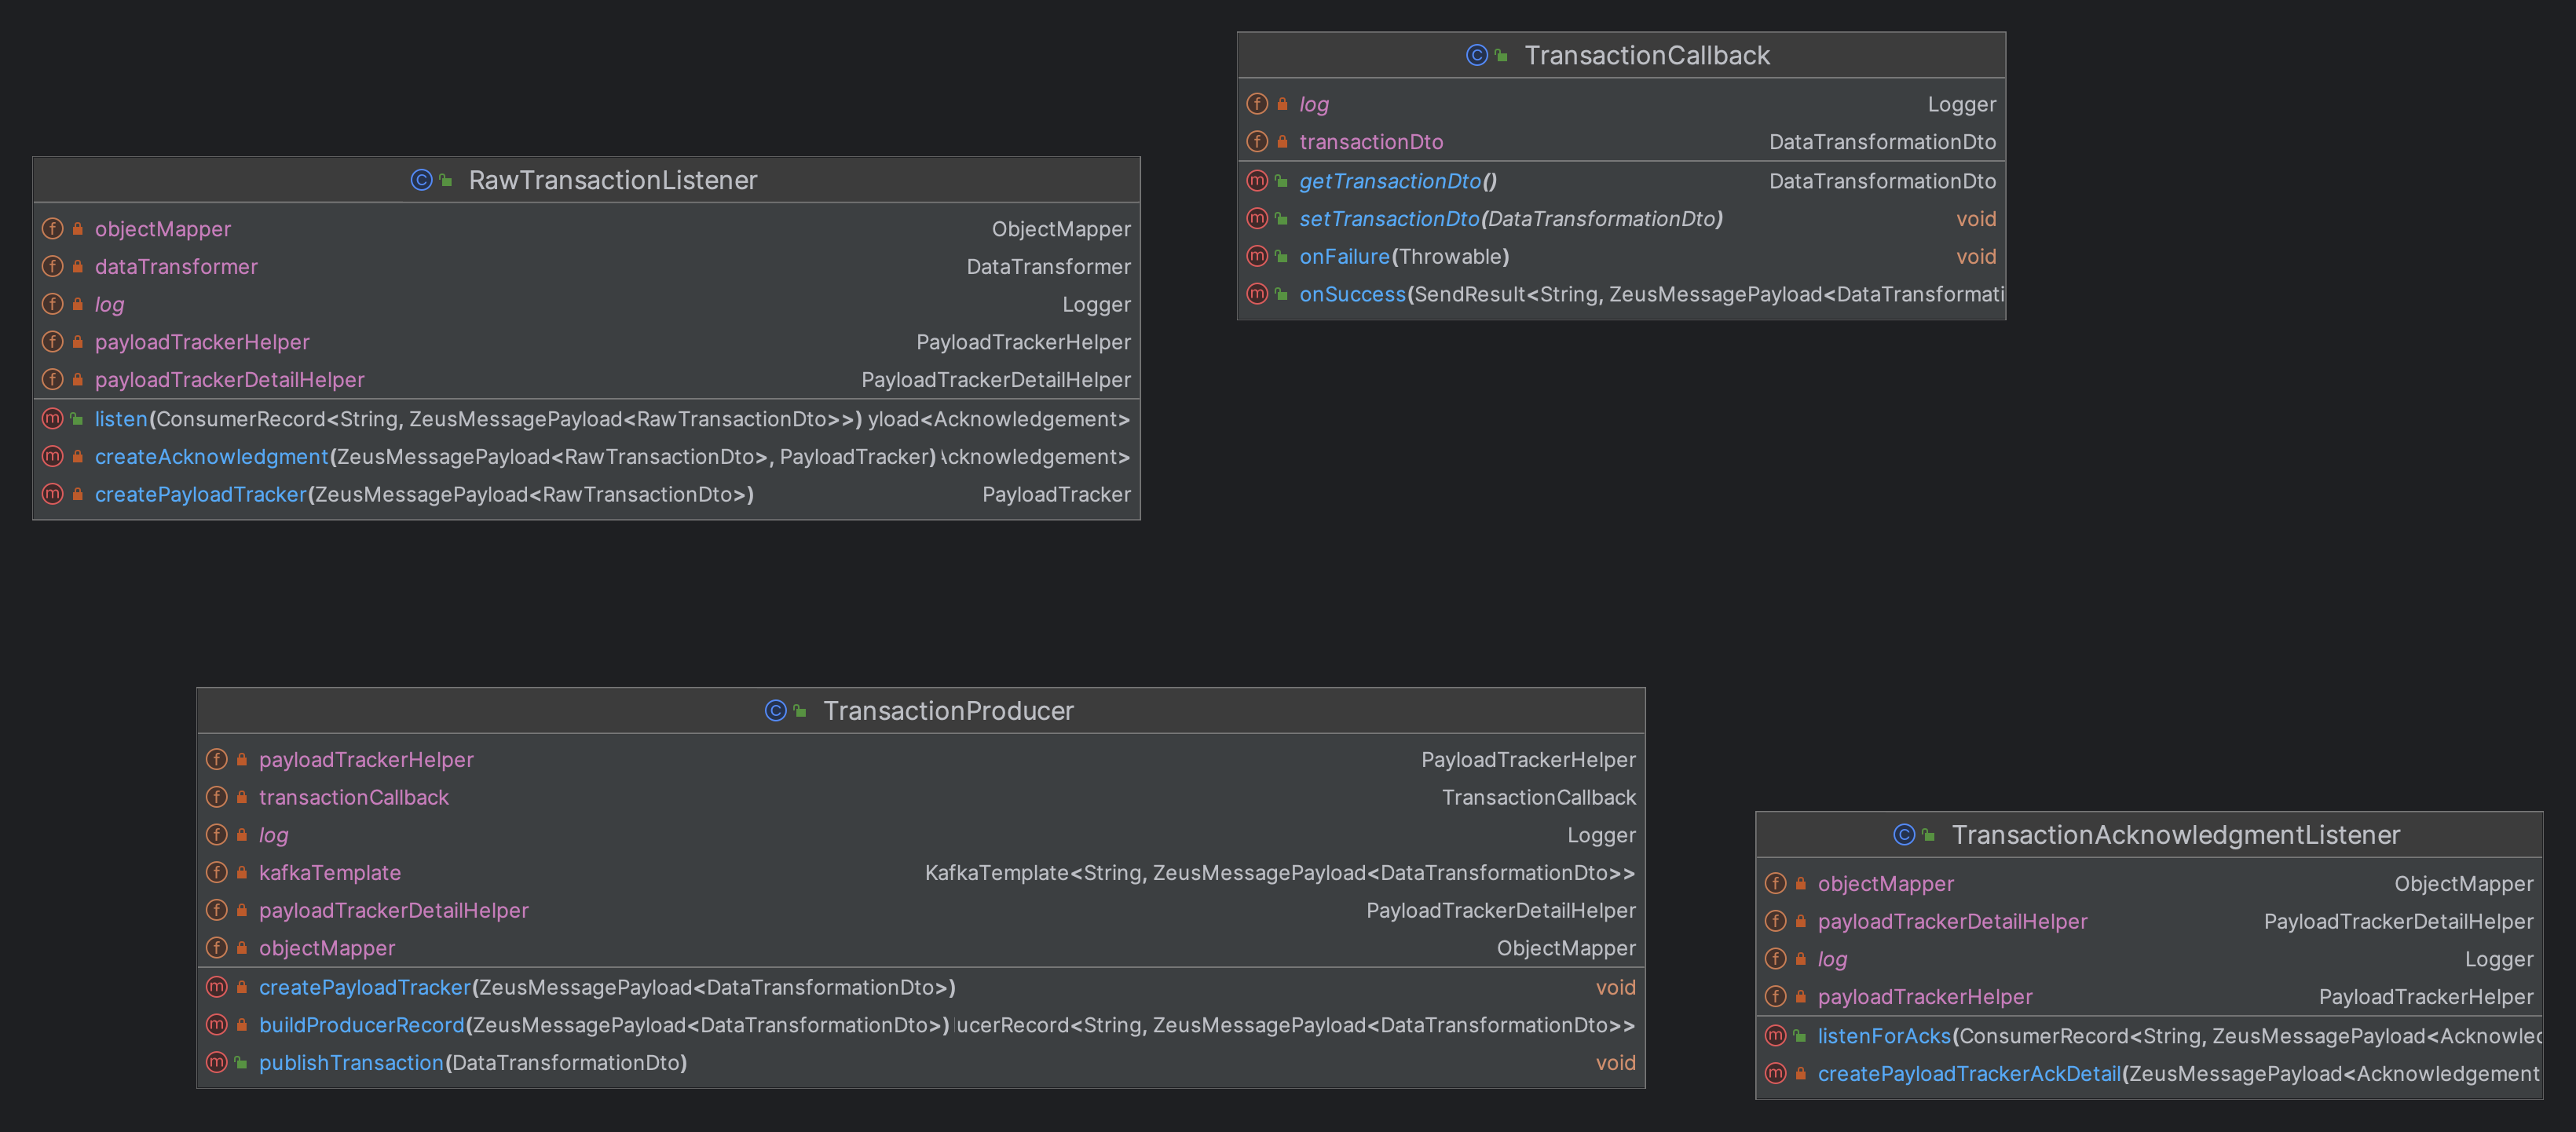 TransactionCallback
log Logger
transactionDto DataTransformationDto
getTransactionDto() DataTransformationDto
setTransactionDto(DataTransformationDto) void
onFailure(Throwable) void
onSuccess(SendResult<String, ZeusMessagePayload<DataTransformati
RawTransactionListener
objectMapper ObjectMapper
dataTransformer DataTransformer
log Logger
payloadTrackerHelper PayloadTrackerHelper
payloadTrackerDetailHelper PayloadTrackerDetailHelper
listen(ConsumerRecord<String, ZeusMessagePayload<RawTransactionDto>>) yload<Acknowledgement>
createAcknowledgment(ZeusMessagePayload<RawTransactionDto>, PayloadTracker) cknowledgement>
createPayloadTracker(ZeusMessagePayload<RawTransactionDto>) PayloadTracker
TransactionProducer
payloadTrackerHelper PayloadTrackerHelper
transactionCallback TransactionCallback
log Logger
kafkaTemplate KafkaTemplate<String, ZeusMessagePayload<DataTransformationDto>>
payloadTrackerDetailHelper PayloadTrackerDetailHelper
objectMapper ObjectMapper
createPayloadTracker(ZeusMessagePayload<DataTransformationDto>) void
buildProducerRecord(ZeusMessagePayload<DataTransformationDto>) ucerRecord<String, ZeusMessagePayload<DataTransformationDto>>
publishTransaction(DataTransformationDto) void
TransactionAcknowledgmentListener
objectMapper ObjectMapper
payloadTrackerDetailHelper PayloadTrackerDetailHelper
log Logger
payloadTrackerHelper PayloadTrackerHelper
listenForAcks(ConsumerRecord<String, ZeusMessagePayload<Acknowled
createPayloadTrackerAckDetail(ZeusMessagePayload<Acknowledgement